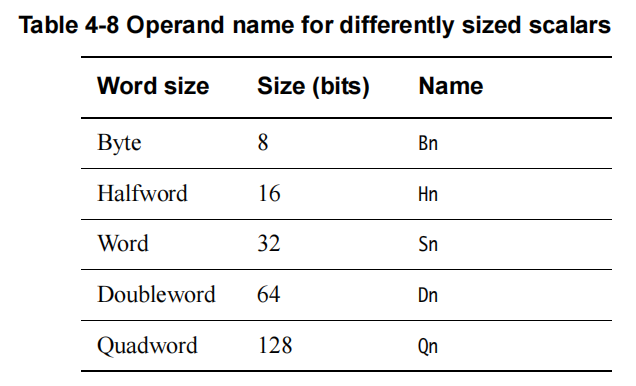 Table 4-8 Operand name for differently sized scalars
Word size Size (bits) Name
Byte 8 Bn
Halfword 16 Hn
Word 32 Sn
Doubleword 64 Dn
Quadword 128 Qn